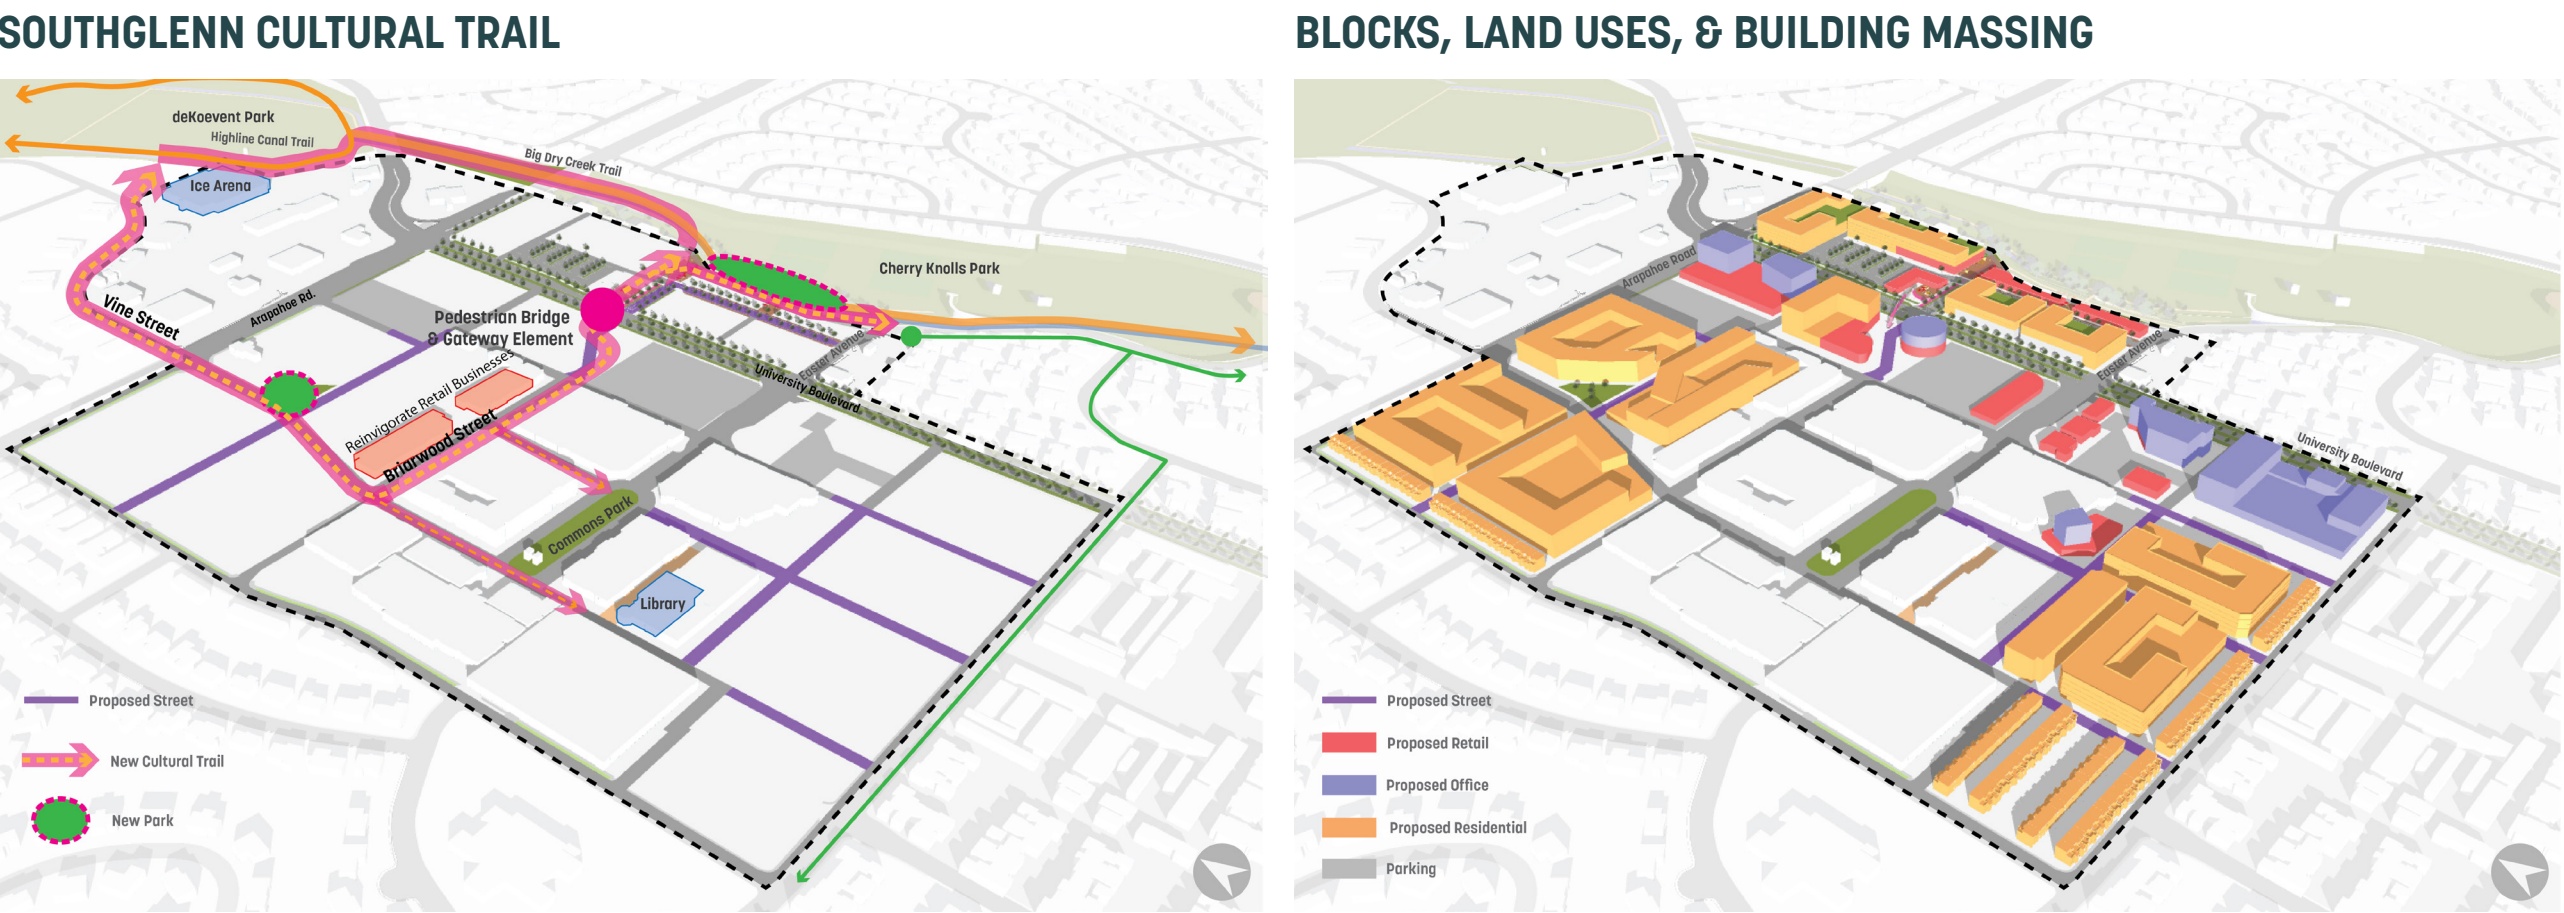 SOUTHGLENN CULTURAL TRAIL
deKoevent Park
Highline Canal Trail
Big Dry Creek Trail
Ice Arena
Cherry Knolls Park
Vine Street
Arapahoe Rd.
Pedestrian Bridge
& Gateway Element
Easter Avenue
University Boulevard
Reinvigorate Retail Businesses
Briarwood Street
Commons Park
Library
Proposed Street
New Cultural Trail
New Park
BLOCKS, LAND USES, & BUILDING MASSING
Arapahoe Road
Easter Avenue
University Boulevard
Proposed Street
Proposed Retail
Proposed Office
Proposed Residential
Parking